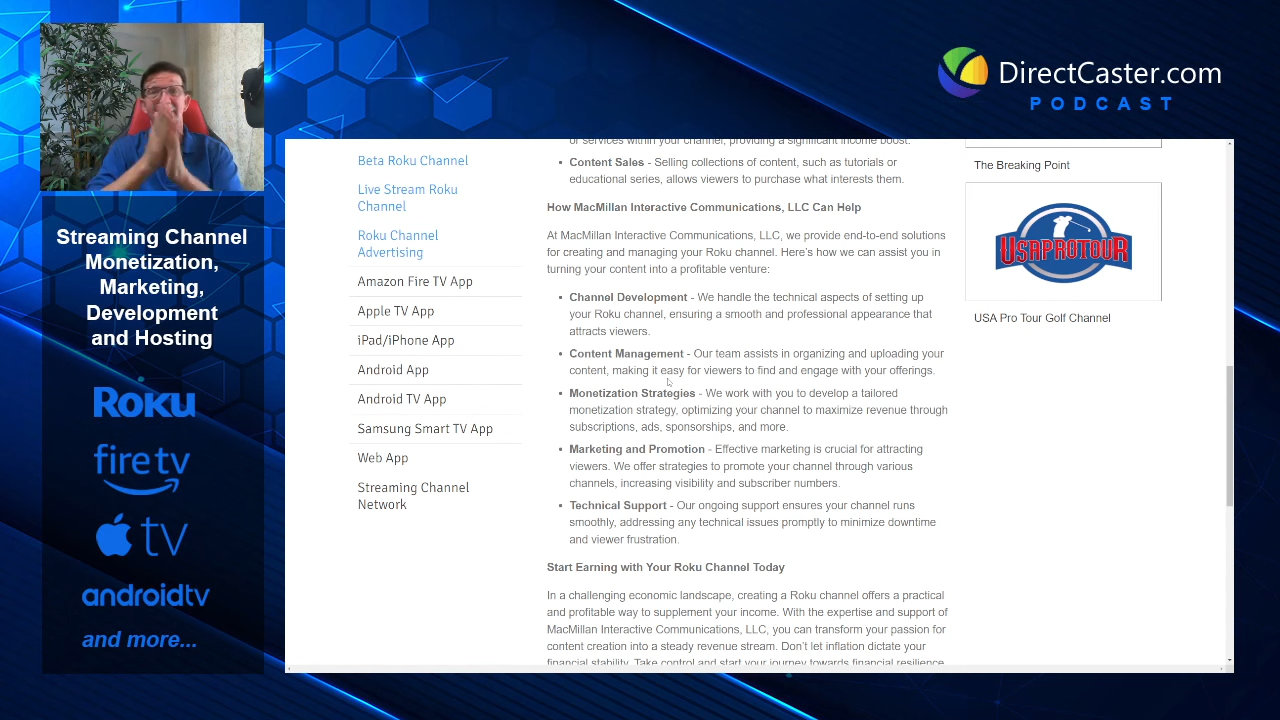 DirectCaster.com
PODCAST
Streaming Channel
Monetization,
Marketing,
Development
and Hosting
Roku
fire tv
tv
androidtv
and more...
Beta Roku Channel
Live Stream Roku
Channel
Roku Channel
Advertising
Amazon Fire TV App
Apple TV App
iPad/iPhone App
Android App
Android TV App
Samsung Smart TV App
Web App
Streaming Channel
Network
or services within your channel, providing a significant income boost.
• Content Sales - Selling collections of content, such as tutorials or
educational series, allows viewers to purchase what interests them.
How MacMillan Interactive Communications, LLC Can Help
At MacMillan Interactive Communications, LLC, we provide end-to-end solutions
for creating and managing your Roku channel. Here's how we can assist you in
turning your content into a profitable venture:
• Channel Development - We handle the technical aspects of setting up
your Roku channel, ensuring a smooth and professional appearance that
attracts viewers.
• Content Management - Our team assists in organizing and uploading your
content, making it easy for viewers to find and engage with your offerings.
• Monetization Strategies - We work with you to develop a tailored
monetization strategy, optimizing your channel to maximize revenue through
subscriptions, ads, sponsorships, and more.
• Marketing and Promotion - Effective marketing is crucial for attracting
viewers. We offer strategies to promote your channel through various
channels, increasing visibility and subscriber numbers.
• Technical Support - Our ongoing support ensures your channel runs
smoothly, addressing any technical issues promptly to minimize downtime
and viewer frustration.
Start Earning with Your Roku Channel Today
In a challenging economic landscape, creating a Roku channel offers a practical
and profitable way to supplement your income. With the expertise and support of
MacMillan Interactive Communications, LLC, you can transform your passion for
content creation into a steady revenue stream. Don't let inflation dictate your
financial stability. Take control and start your journey towards financial resilience
The Breaking Point
USA PROTOUR
USA Pro Tour Golf Channel